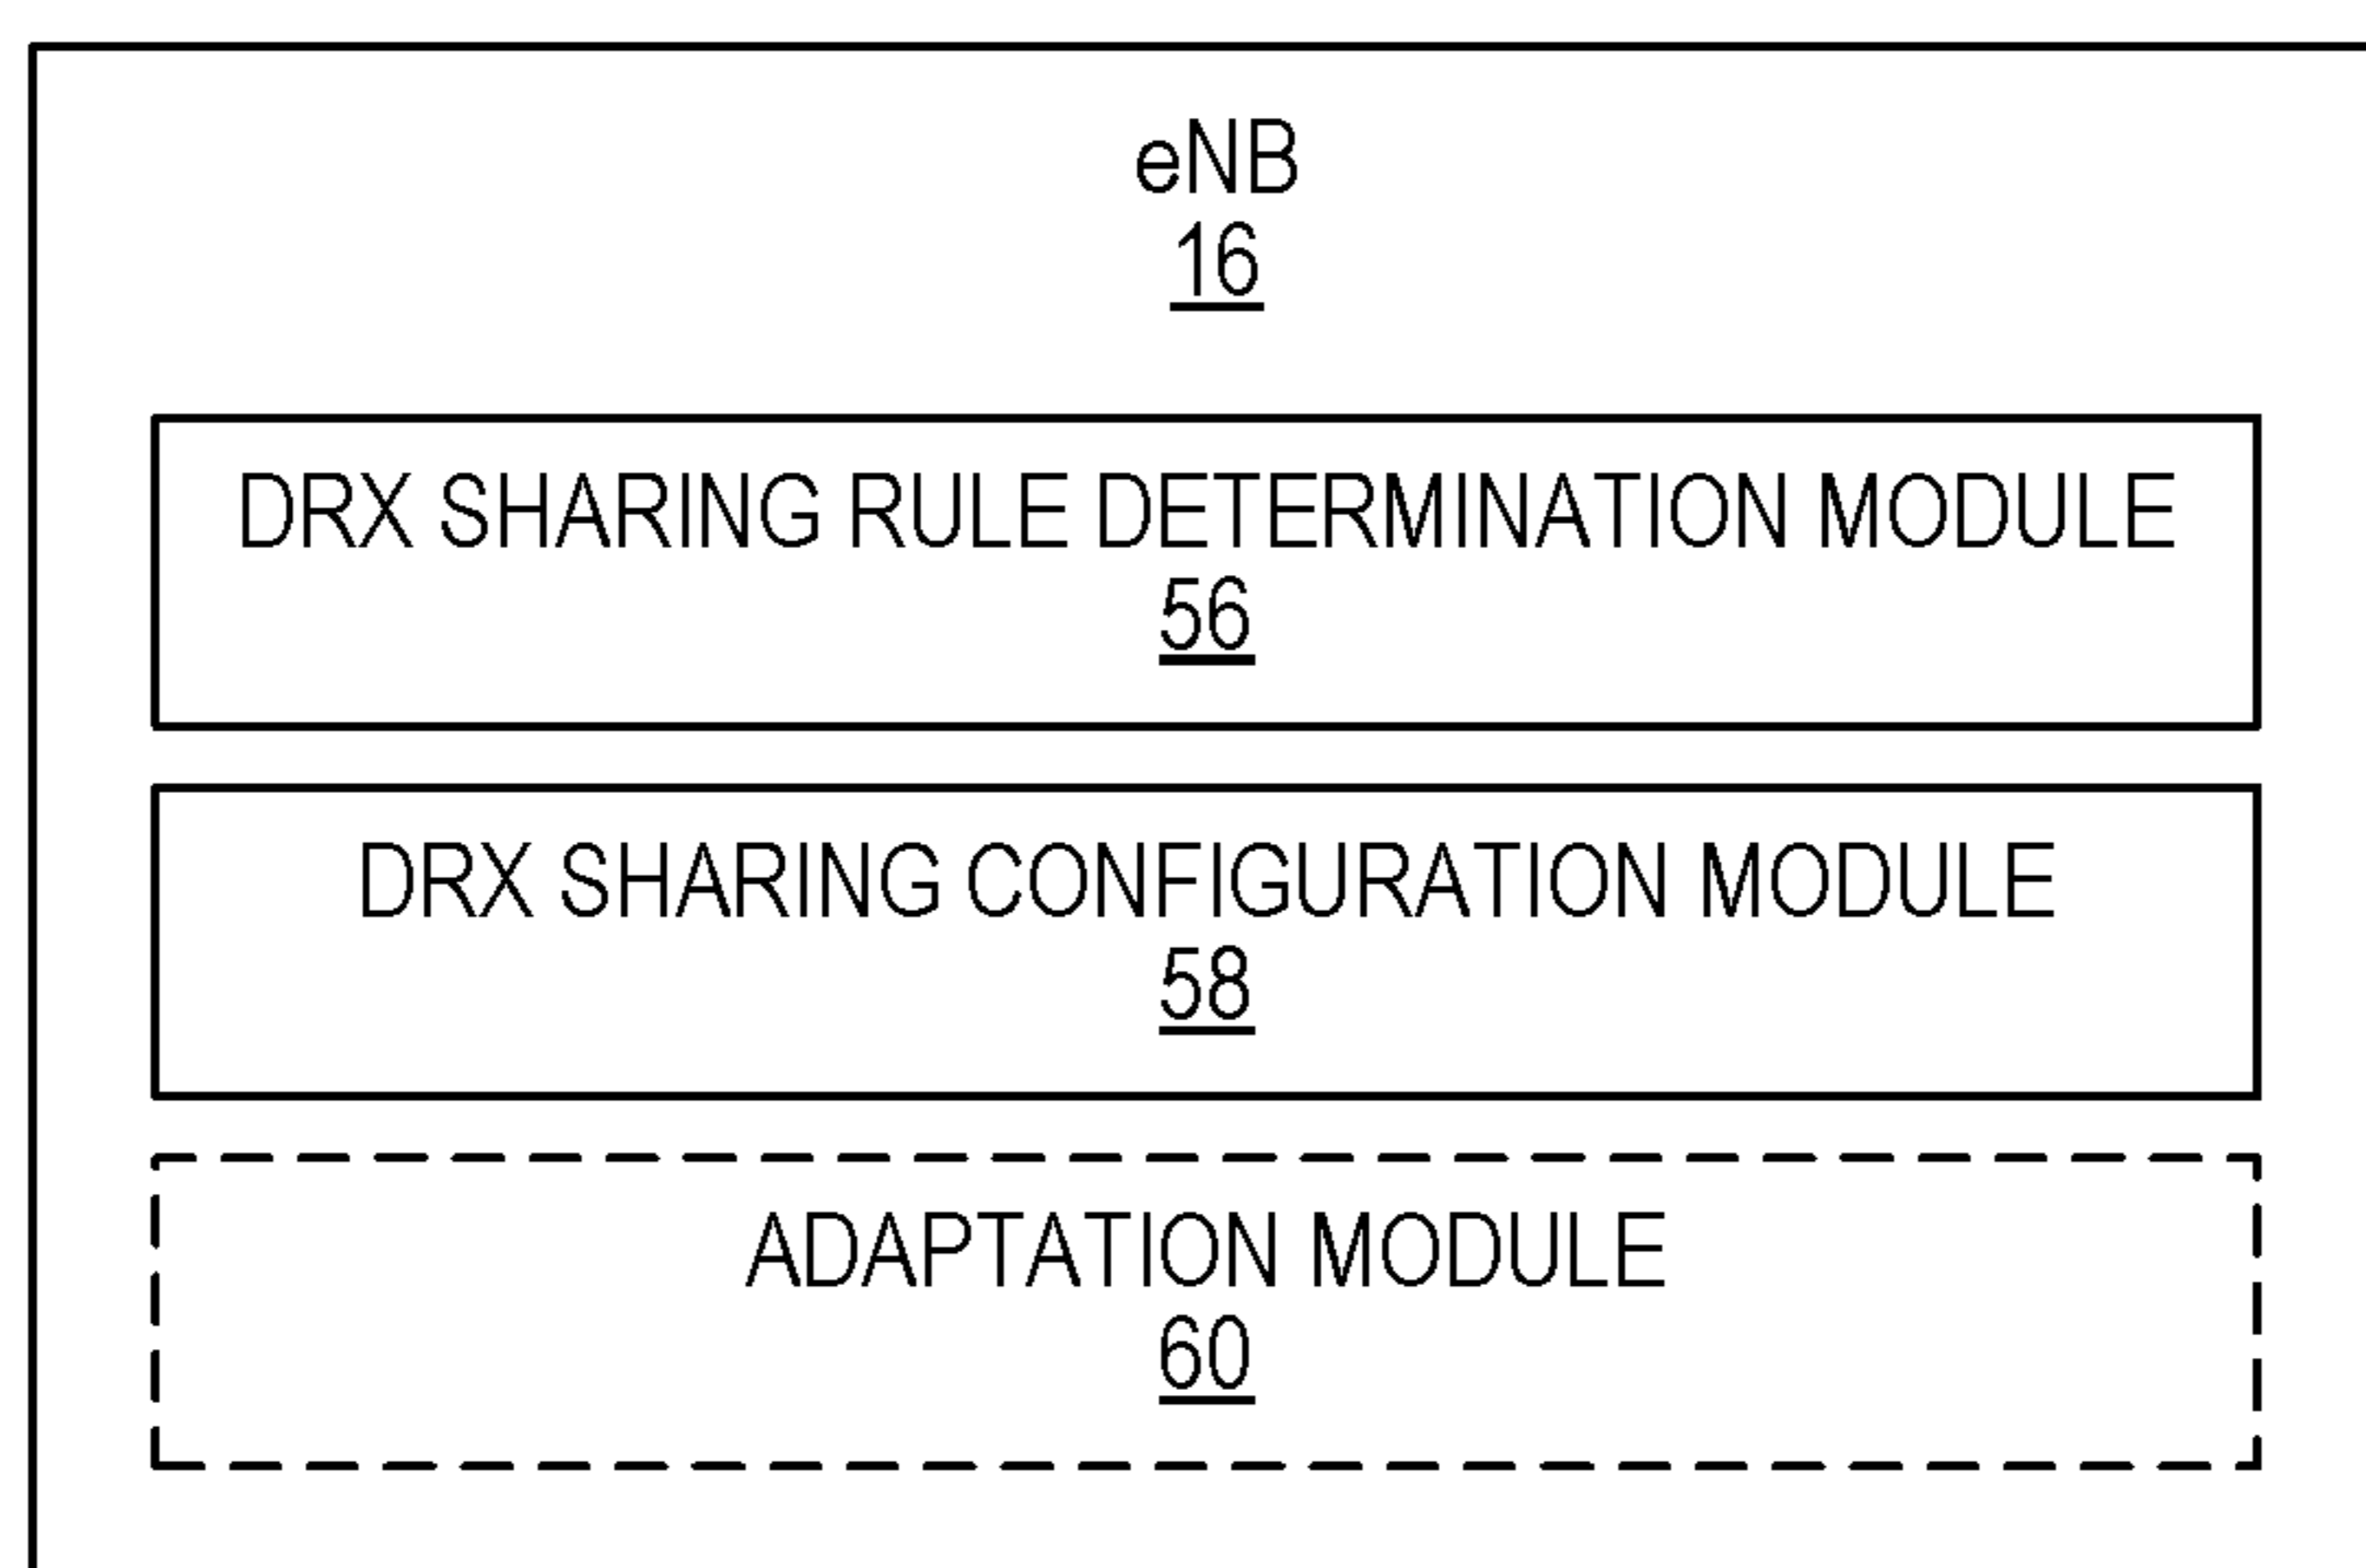 eNB
16
DRX SHARING RULE DETERMINATION MODULE
56
DRX SHARING CONFIGURATION MODULE
58
ADAPTATION MODULE
60